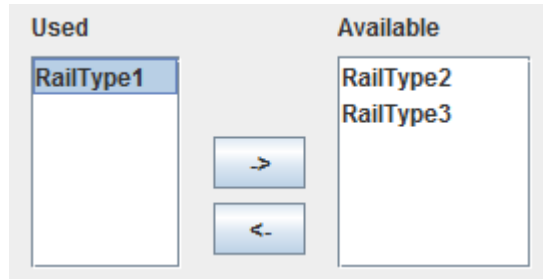 Used
Available
RailType1
RailType2
RailType3
->
<-